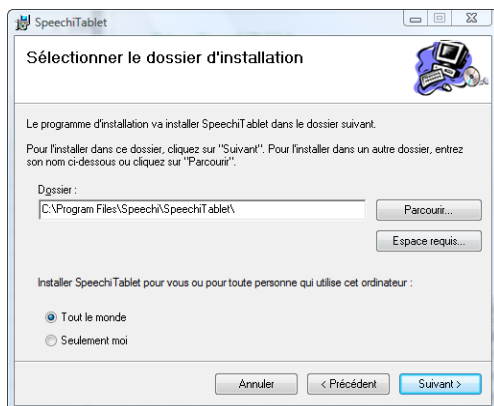 SpeechiTablet
Sélectionner le dossier d'installation
Le programme d'installation va installer SpeechiTablet dans le dossier suivant.
Pour l'installer dans ce dossier, cliquez sur "Suivant". Pour l'installer dans un autre dossier, entrez
son nom ci-dessous ou cliquez sur "Parcourir".
Dossier :
C:\Program Files\Speechi\SpeechiTablet\
Parcourir...
Espace requis...
Installer SpeechiTablet pour vous ou pour toute personne qui utilise cet ordinateur :
Tout le monde
Seulement moi
Annuler
< Précédent
Suivant >